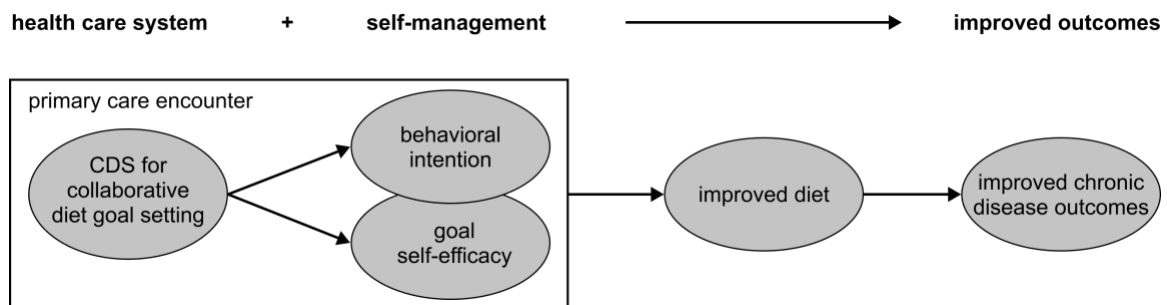 health care system + self-management improved outcomes
primary care encounter
CDS for
collaborative
diet goal setting
behavioral
intention
goal
self-efficacy
improved diet
improved chronic
disease outcomes